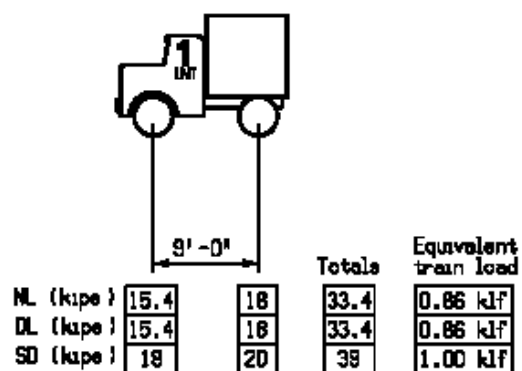 1
UNIT
9'-0"
Totals
Equivalent
train load
NL (kips) 15.4 18 33.4 0.86 klf
DL (kips) 15.4 18 33.4 0.86 klf
SD (kips) 19 20 39 1.00 klf